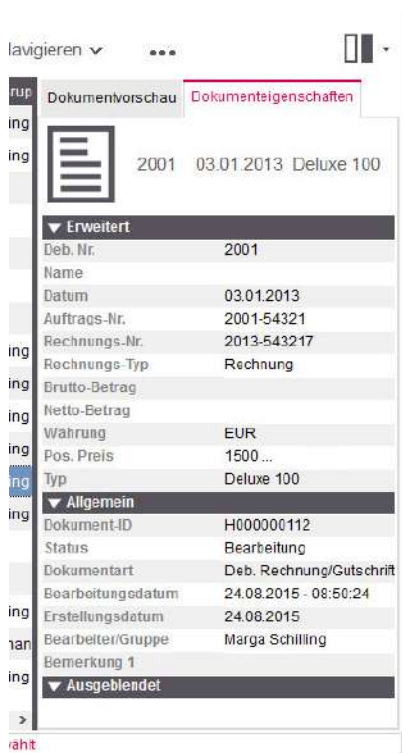 Navigieren
Dokumentvorschau Dokumenteigenschaften
2001 03.01.2013 Deluxe 100
Erweitert
Deb. Nr. 2001
Name
Datum 03.01.2013
Auftrags-Nr. 2001-54321
Rechnungs-Nr. 2013-543217
Rechnungs-Typ Rechnung
Brutto-Betrag
Netto-Betrag
Währung EUR
Pos. Preis 1500 ...
Typ Deluxe 100
Allgemein
Dokument-ID H000000112
Status Bearbeitung
Dokumentart Deb. Rechnung/Gutschrift
Bearbeitungsdatum 24.08.2015 - 08:50:24
Erstellungsdatum 24.08.2015
Bearbeiter/Gruppe Marga Schilling
Bemerkung 1
Ausgeblendet